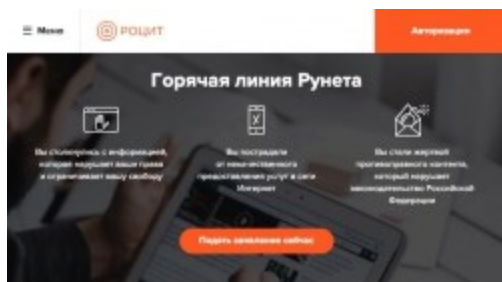 Меню
РОЦИТ
Авторизация
Горячая линия Рунета
Вы столкнулись с информацией,
которая нарушает ваши права
и ограничивает вашу свободу
Вы пострадали
от некачественного
предоставления услуг в сети
Интернет
Вы стали жертвой
противоправного контента,
который нарушает
законодательство Российской
Федерации
Подать заявление сейчас